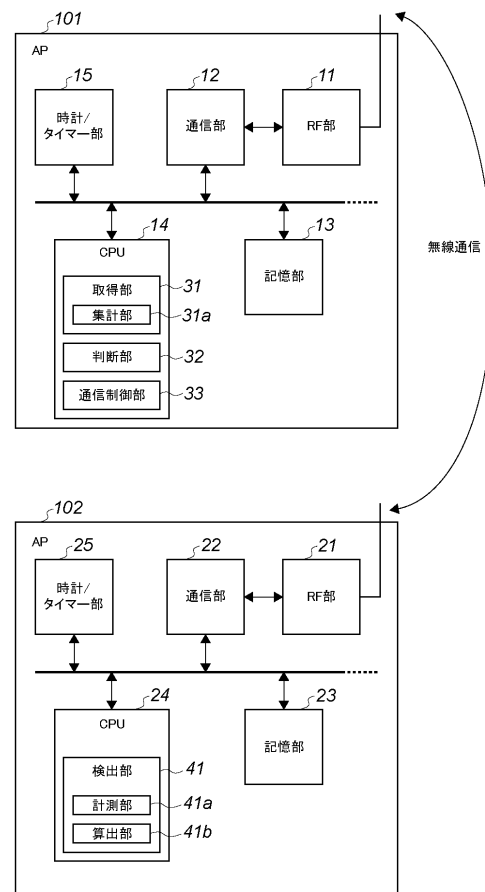 101
AP
15
12
11
時計/
タイマー部
通信部
RF部
14
13
CPU
記憶部
取得部
31
集計部
31a
判断部
32
通信制御部
33
無線通信
102
AP
25
22
21
時計/
タイマー部
通信部
RF部
24
23
CPU
記憶部
検出部
41
計測部
41a
算出部
41b